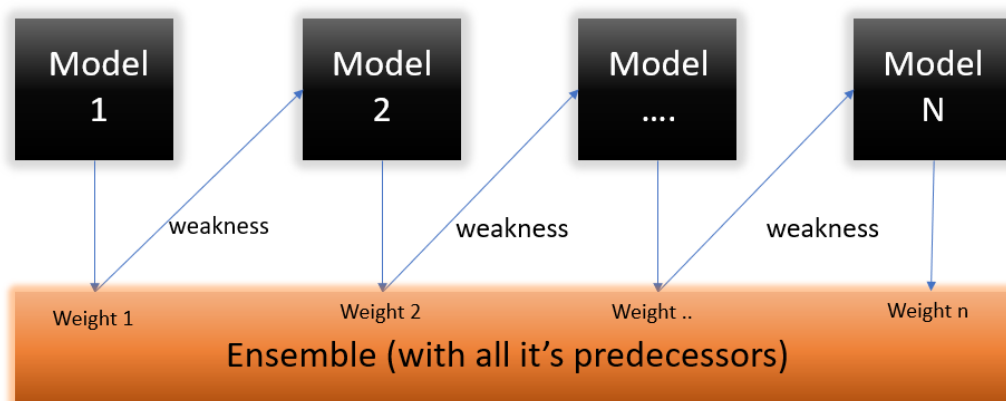 Model
1
Model
2
Model
....
Model
N
weakness
weakness
weakness
Weight 1
Weight 2
Weight ..
Weight n
Ensemble (with all it's predecessors)